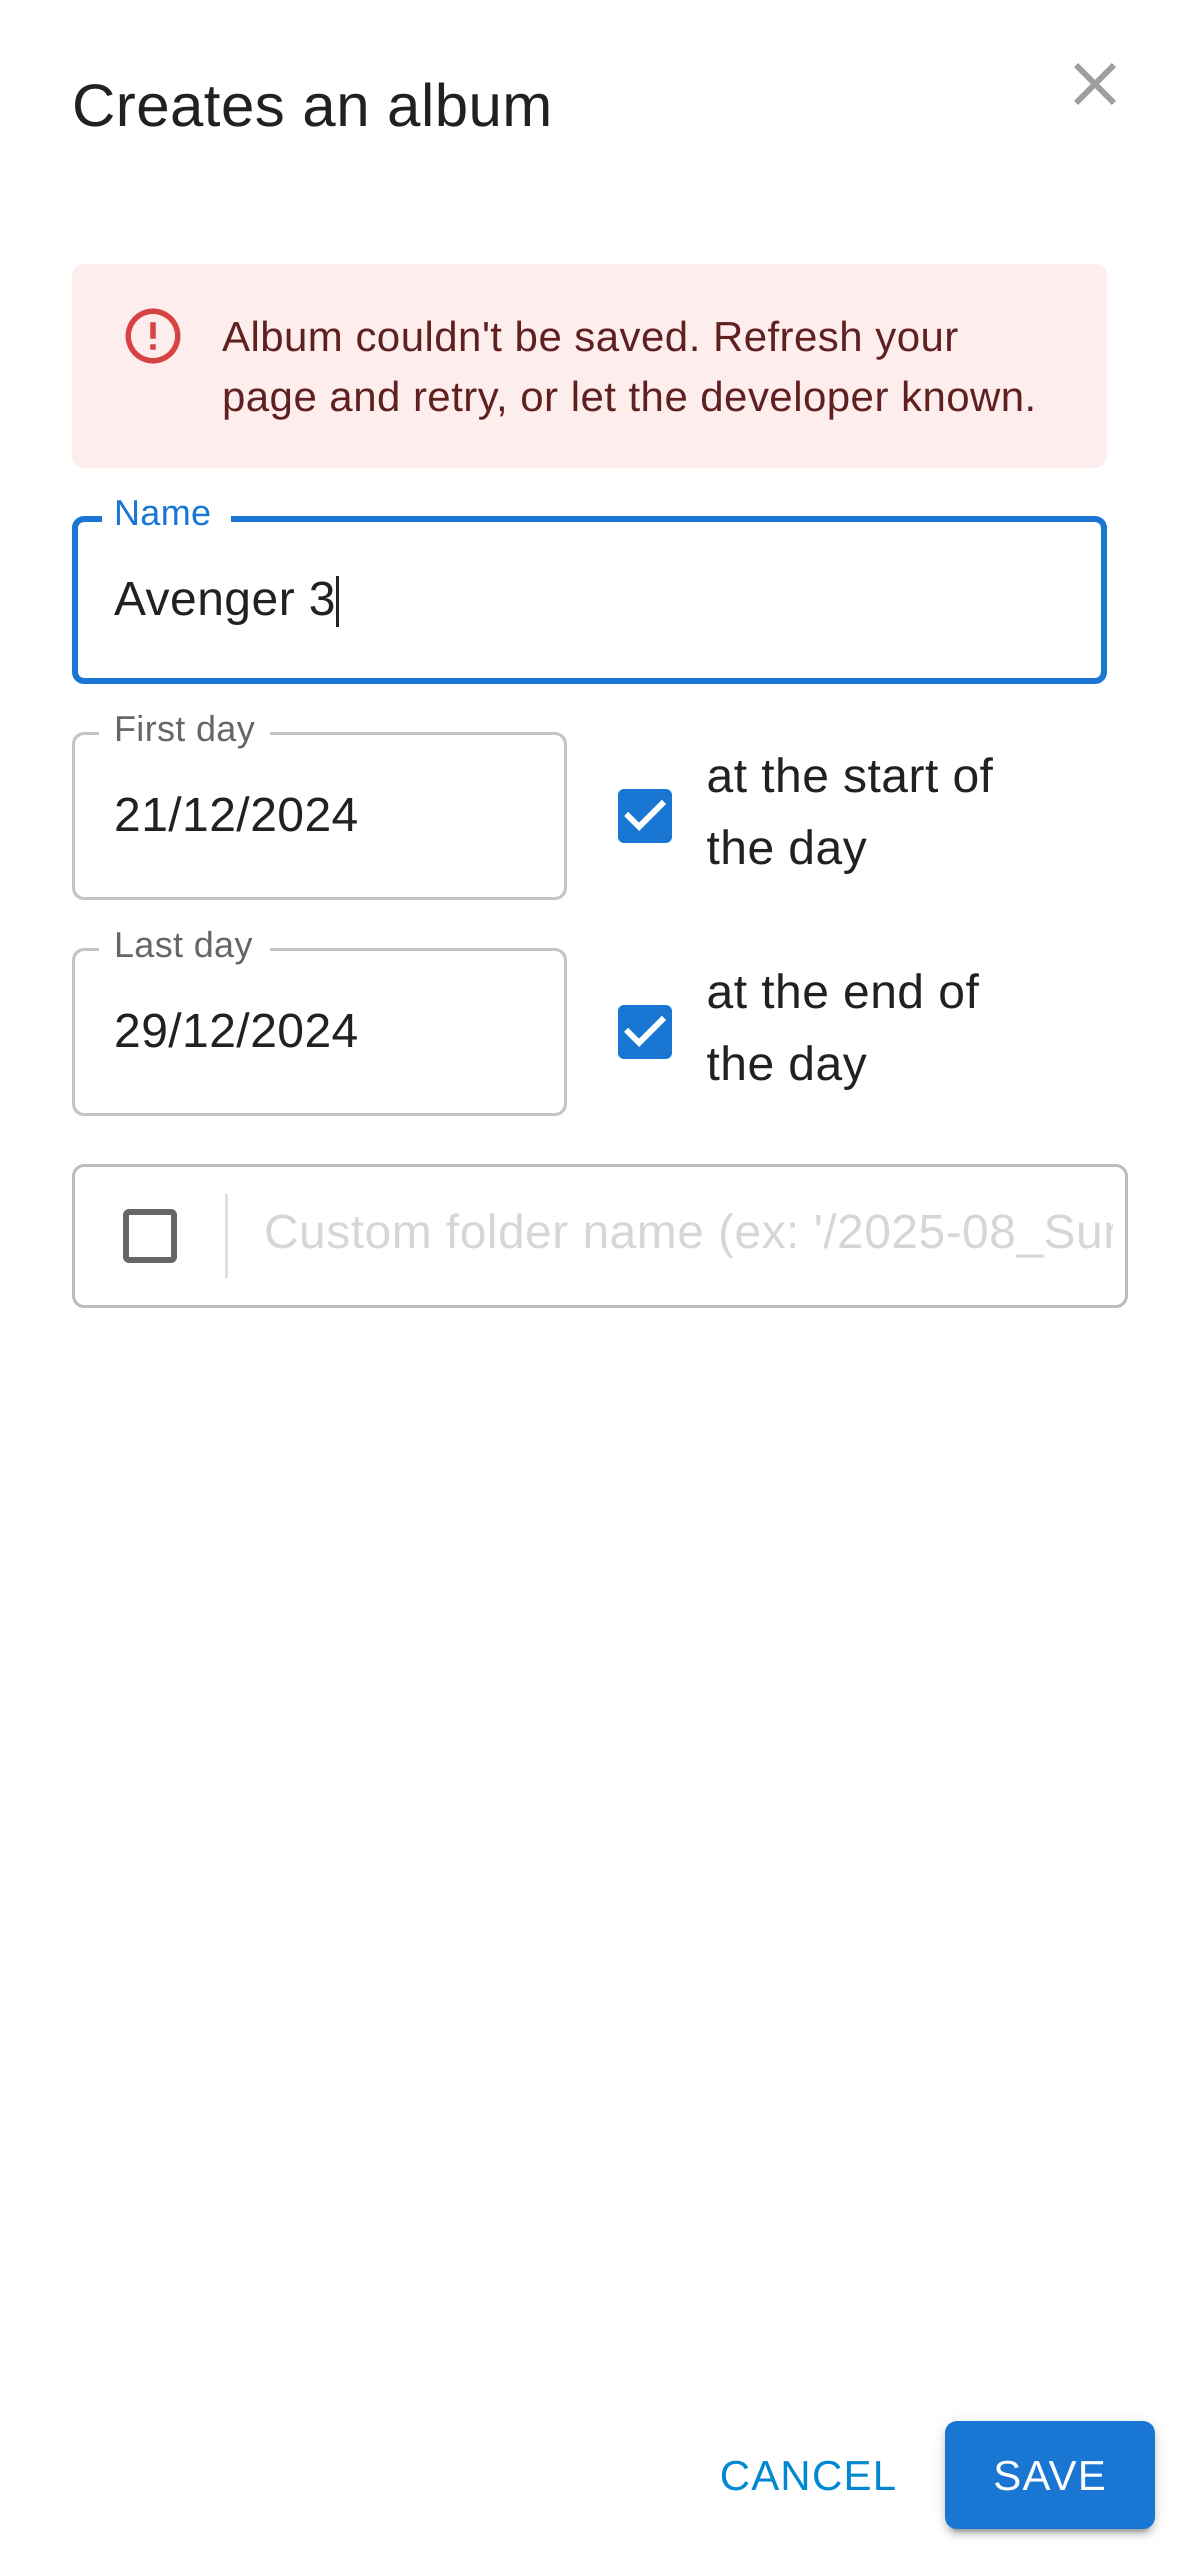 Creates an album
Album couldn't be saved. Refresh your
page and retry, or let the developer known.
Name
Avenger 3
First day
21/12/2024
at the start of
the day
Last day
29/12/2024
at the end of
the day
Custom folder name (ex: '/2025-08_Sur
CANCEL
SAVE